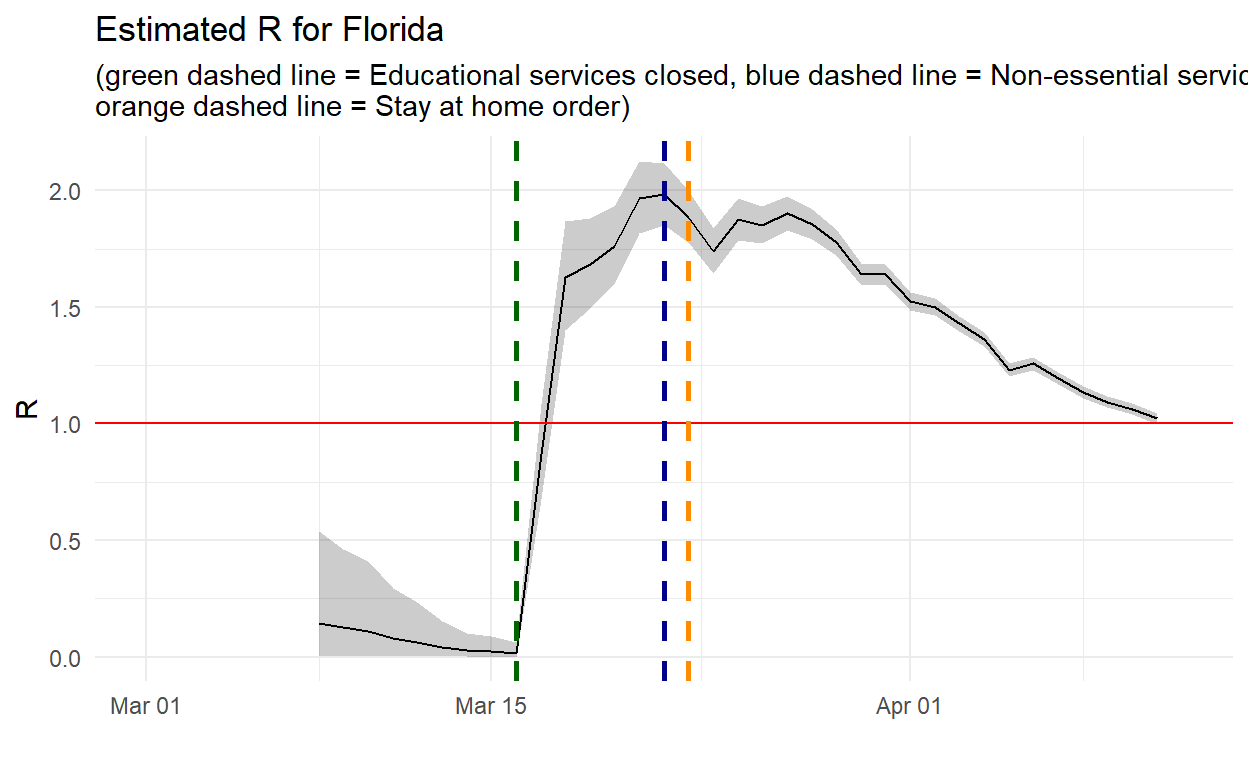 Estimated R for Florida
(green dashed line = Educational services closed, blue dashed line = Non-essential
orange dashed line = Stay at home order)
2.0
1.5
R
1.0
0.5
0.0
Mar 01
Mar 15
Apr 01